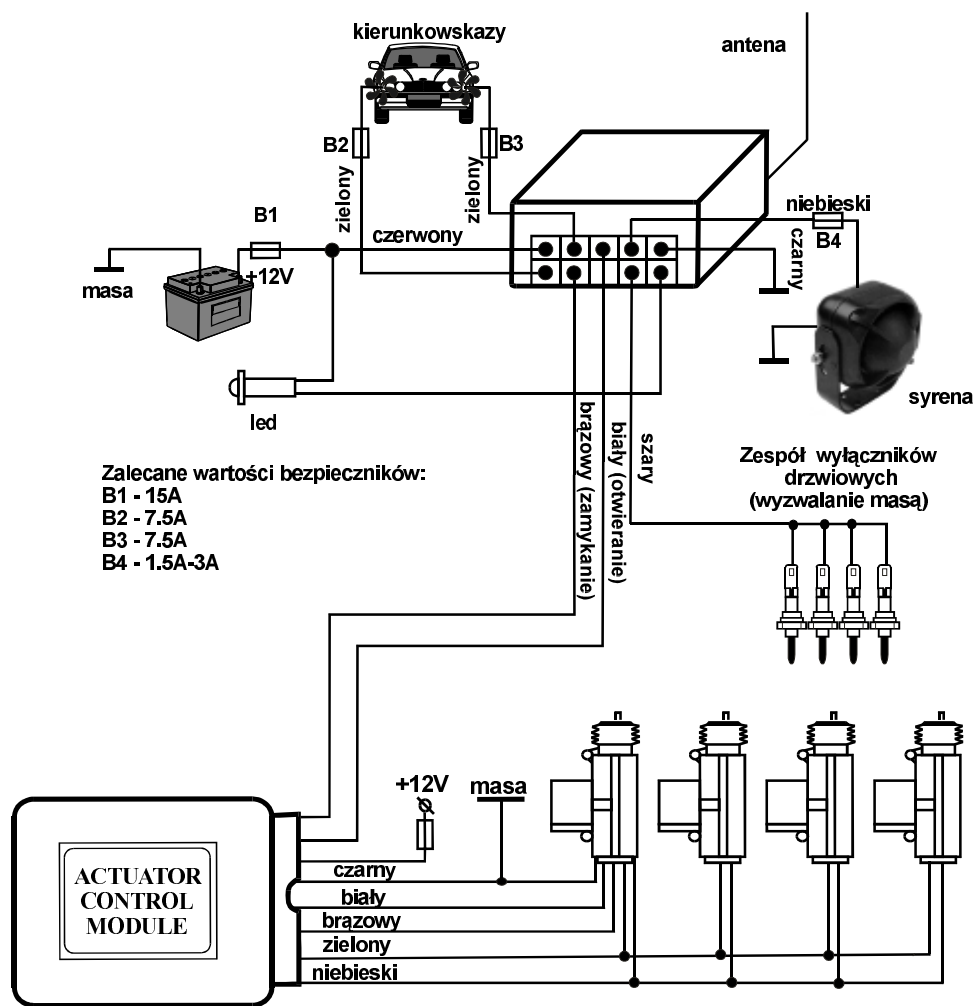 kierunkowskazy
antena
B2
B3
zielony
zielony
niebieski
B1
czerwony
czarny
B4
masa
+12V
led
syrena
brązowy (zamykanie)
biały (otwieranie)
szary
Zespół wyłączników
drzwiowych
(wyzwalanie masą)
Zalecane wartości bezpieczników:
B1 - 15A
B2 - 7.5A
B3 - 7.5A
B4 - 1.5A-3A
+12V
masa
ACTUATOR
CONTROL
MODULE
czarny
biały
brązowy
zielony
niebieski